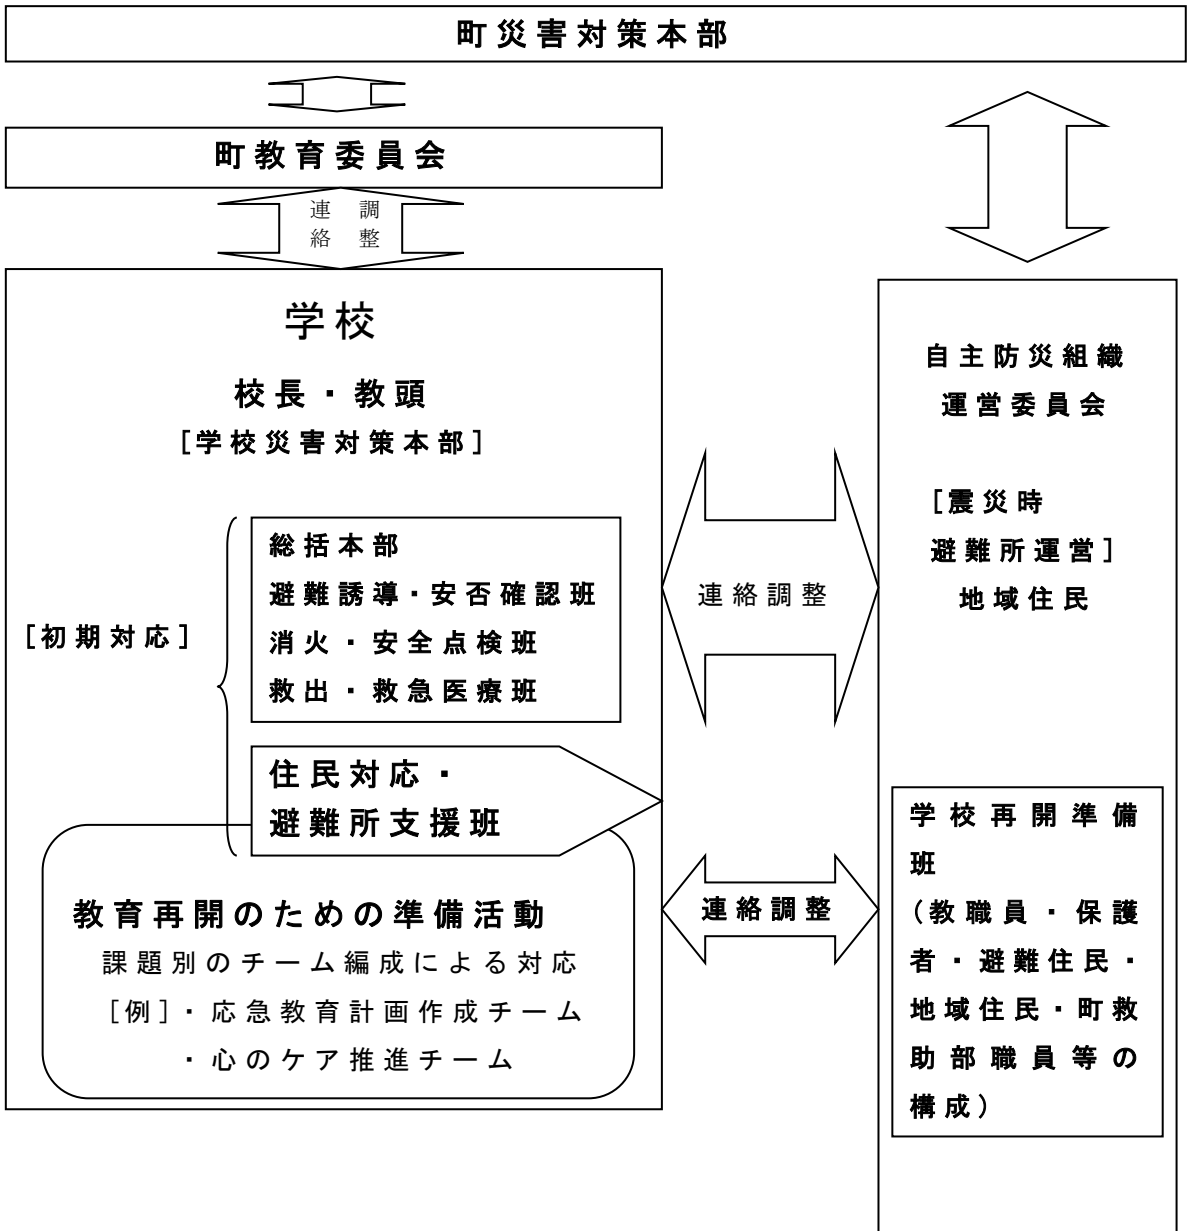 町災害対策本部
町教育委員会
連　調
絡　整
学校
校長・教頭
［学校災害対策本部］
［初期対応］
総括本部
避難誘導・安否確認班
消火・安全点検班
救出・救急医療班
住民対応・
避難所支援班
教育再開のための準備活動
課題別のチーム編成による対応
［例］・応急教育計画作成チーム
・心のケア推進チーム
連絡調整
連絡調整
自主防災組織
運営委員会
［震災時
避難所運営］
地域住民
学校再開準備
班
（教職員・保護
者・避難住民・
地域住民・町救
助部職員等の
構成）